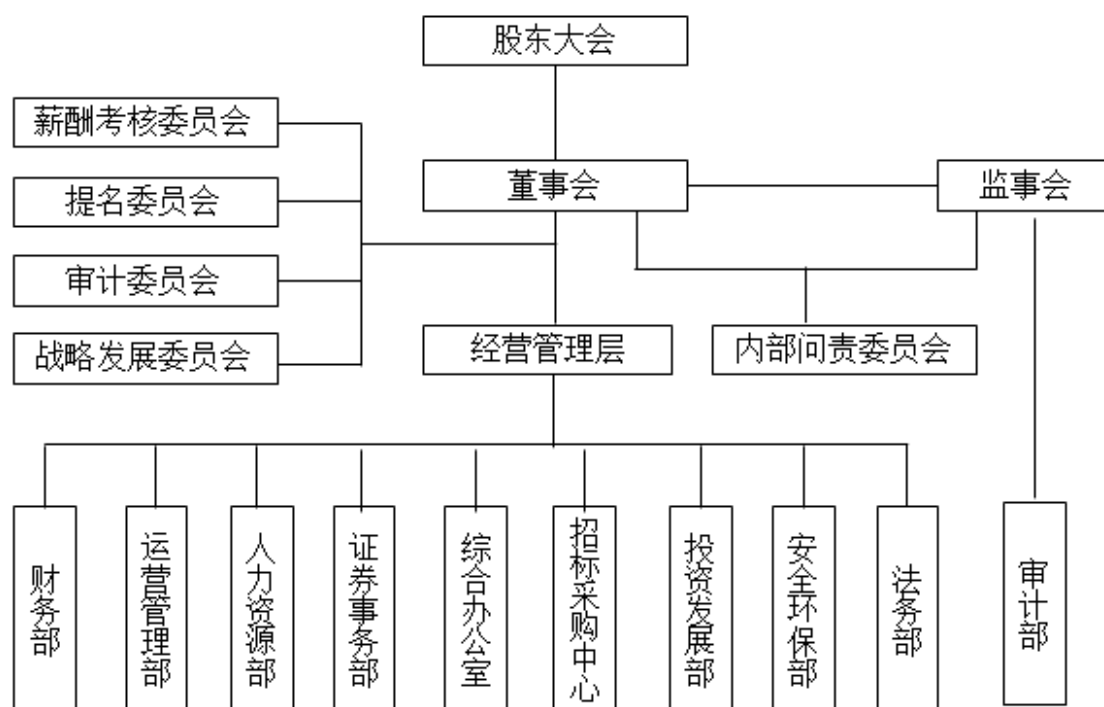 股东大会
薪酬考核委员会
董事会
监事会
提名委员会
审计委员会
战略发展委员会
经营管理层
内部问责委员会
财务部
运营管理部
人力资源部
证券事务部
综合办公室
招标采购中心
投资发展部
安全环保部
法务部
审计部